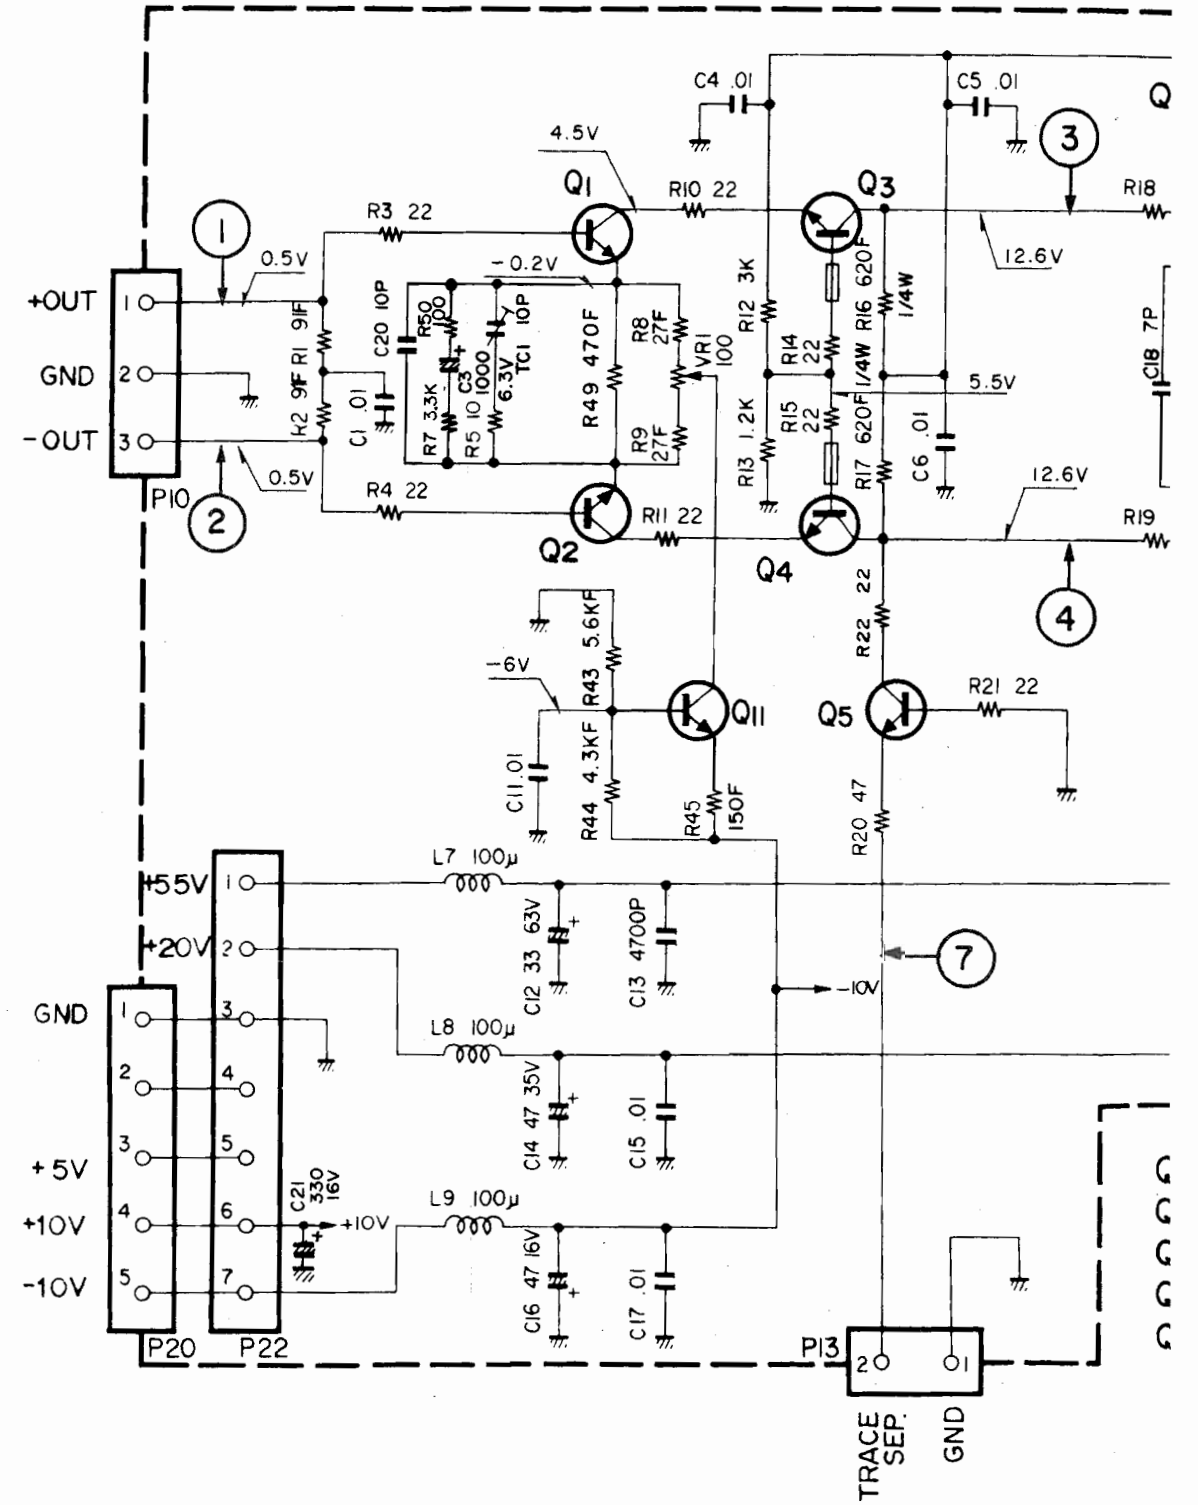 C4 .01
C5 .01
Q
3
4.5V
Q1
R10 22
Q3
R18
1
R3 22
0.5V
-0.2V
12.6V
+OUT
1
R1 91F
C20 10P
R50 100
TC1 10P
R49 470F
R8 27F
VR1 100
R12 3K
R14 22
R16 620F 1/4W
C18 7P
GND
2
R2 91F
C1 .01
R7 3.3K
C3 1000 6.3V
+
R5 10
R9 27F
R13 1.2K
R15 22
R17 620F 1/4W
5.5V
C6 .01
-OUT
3
0.5V
12.6V
P10
2
R4 22
Q2
R11 22
Q4
R19
4
R22 22
R43 5.6KF
-6V
Q11
Q5
R21 22
C11 .01
R44 4.3KF
R45 150F
R20 47
L7 100μ
+55V
1
C12 33 63V
+
C13 4700P
+20V
2
7
-10V
GND
1
3
L8 100μ
2
4
C14 47 35V
+
C15 .01
3
5
+5V
C21 330 16V
+
L9 100μ
+10V
4
6
+10V
C16 47 16V
+
C17 .01
-10V
5
7
P20
P22
P13
2
1
TRACE SEP.
GND